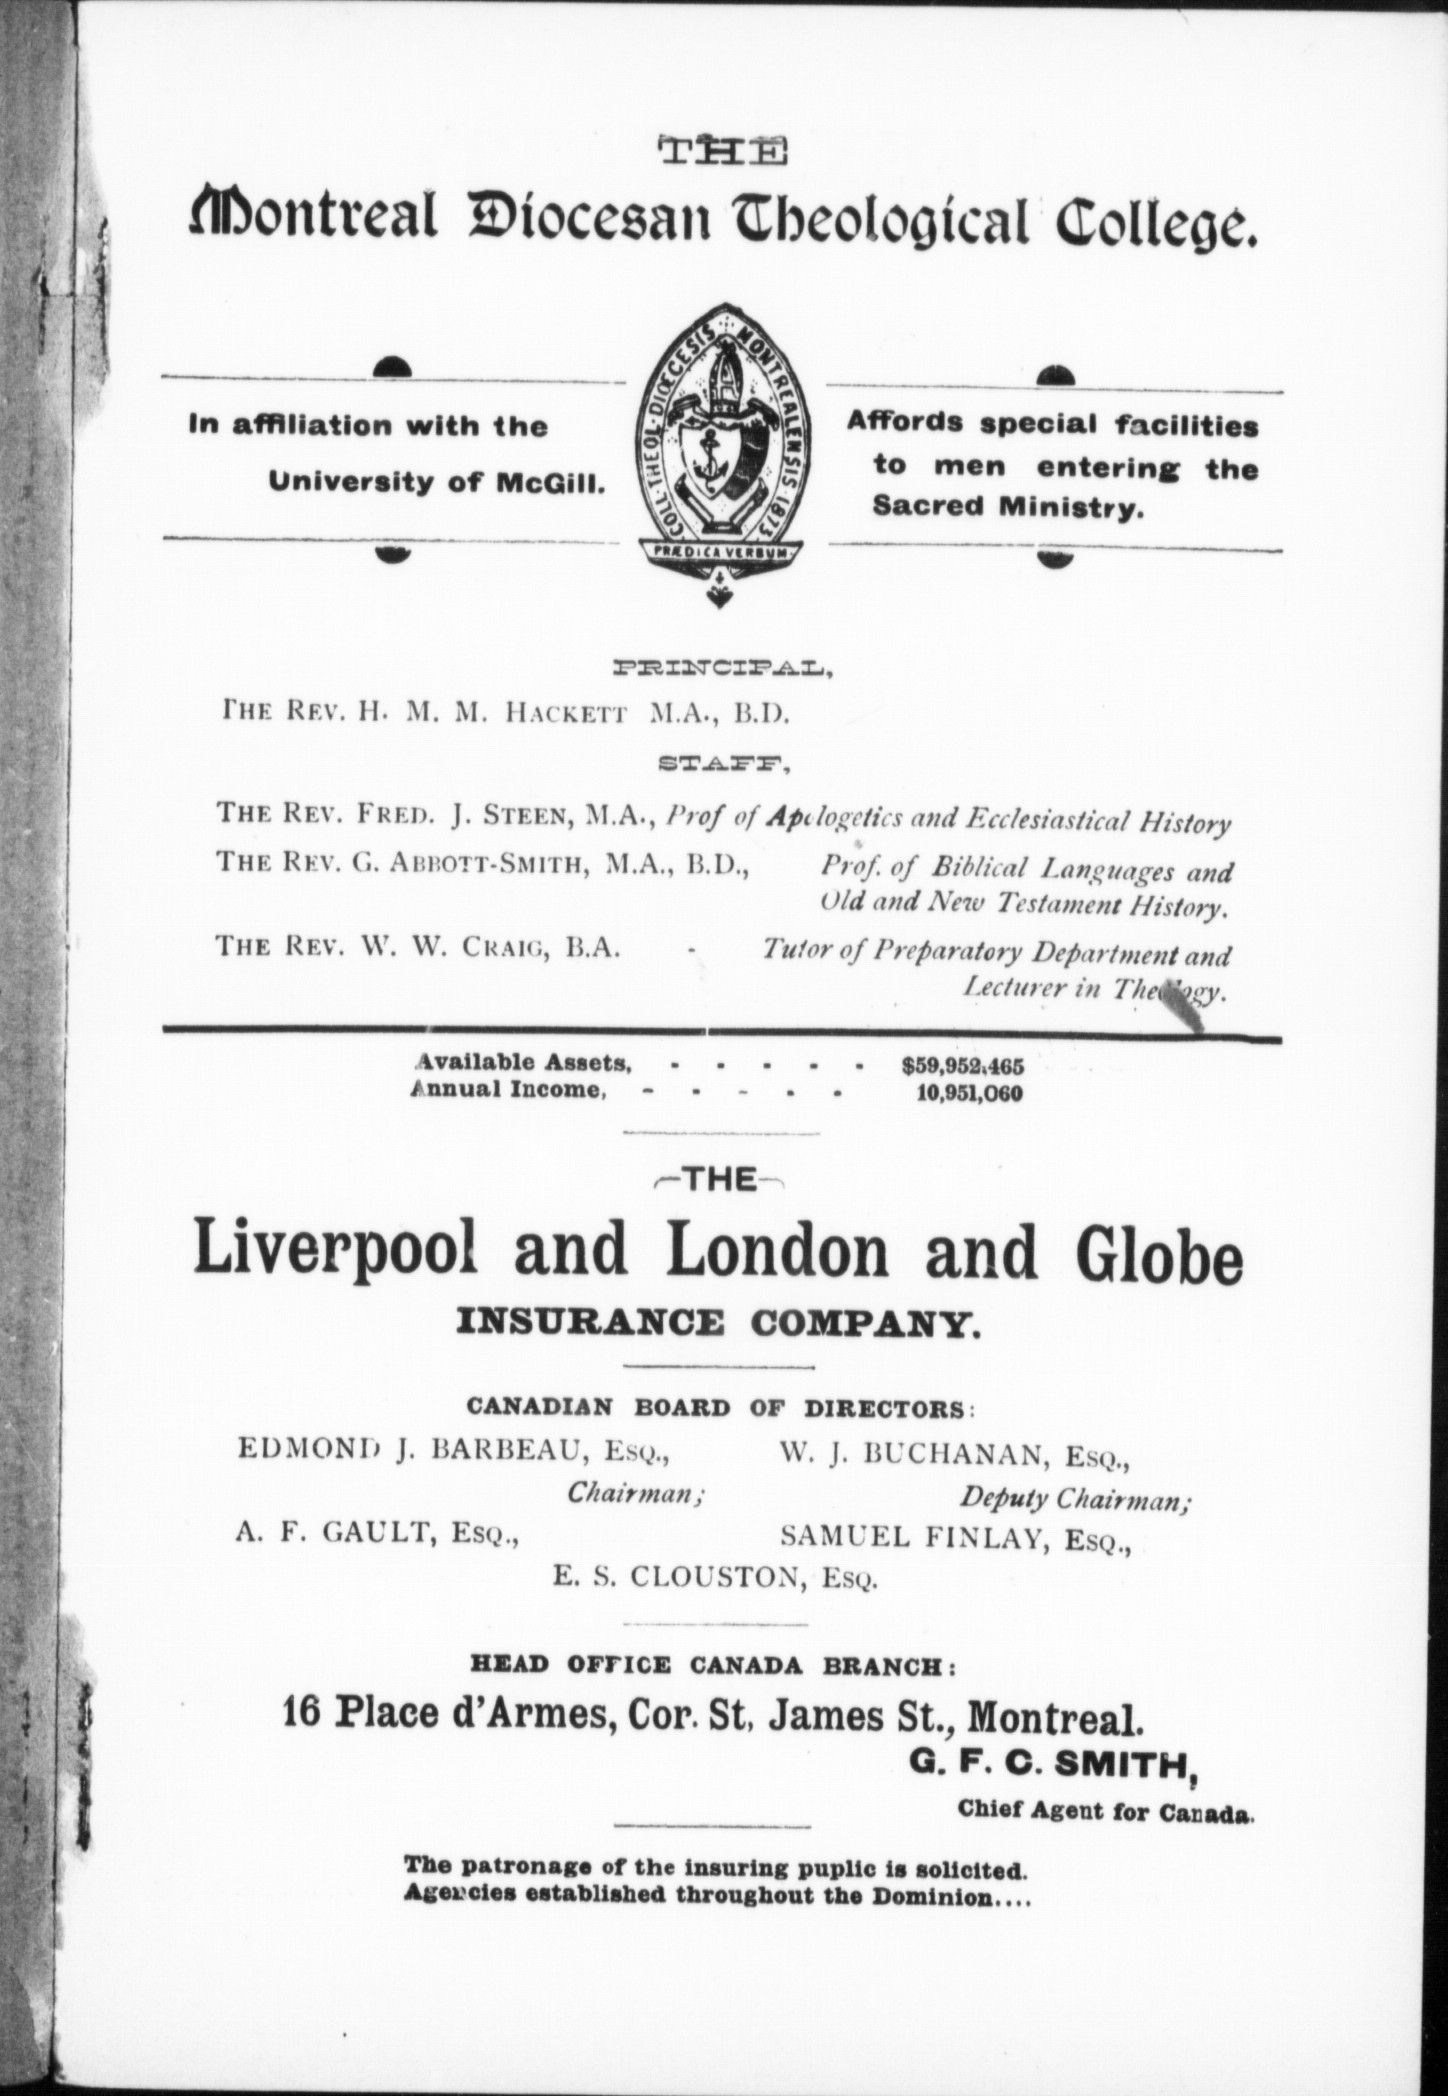 THE
Montreal Diocesan Theological College.
In affiliation with the
University of McGill.
COLL·THEOL·DIOECESIS MONTREALENSIS·1873
PRÆDICA VERBUM
Affords special facilities
to men entering the
Sacred Ministry.
PRINCIPAL,
THE REV. H. M. M. HACKETT M.A., B.D.
STAFF,
THE REV. FRED. J. STEEN, M.A., Prof of Apologetics and Ecclesiastical History
THE REV. G. ABBOTT-SMITH, M.A., B.D., Prof. of Biblical Languages and
Old and New Testament History.
THE REV. W. W. CRAIG, B.A. - Tutor of Preparatory Department and
Lecturer in Theology.
Available Assets, - - - - - $59,952,465
Annual Income, - - - - - 10,951,060
—THE—
Liverpool and London and Globe
INSURANCE COMPANY.
CANADIAN BOARD OF DIRECTORS:
EDMOND J. BARBEAU, ESQ., W. J. BUCHANAN, ESQ.,
Chairman; Deputy Chairman;
A. F. GAULT, ESQ., SAMUEL FINLAY, ESQ.,
E. S. CLOUSTON, ESQ.
HEAD OFFICE CANADA BRANCH:
16 Place d'Armes, Cor. St, James St., Montreal.
G. F. C. SMITH,
Chief Agent for Canada.
The patronage of the insuring puplic is solicited.
Agencies established throughout the Dominion....